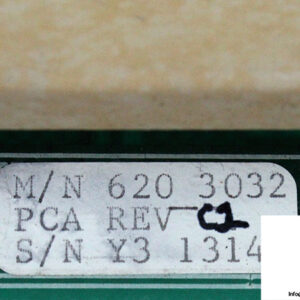 M/N 620 3032
PCA REV C1
S/N Y3 1314